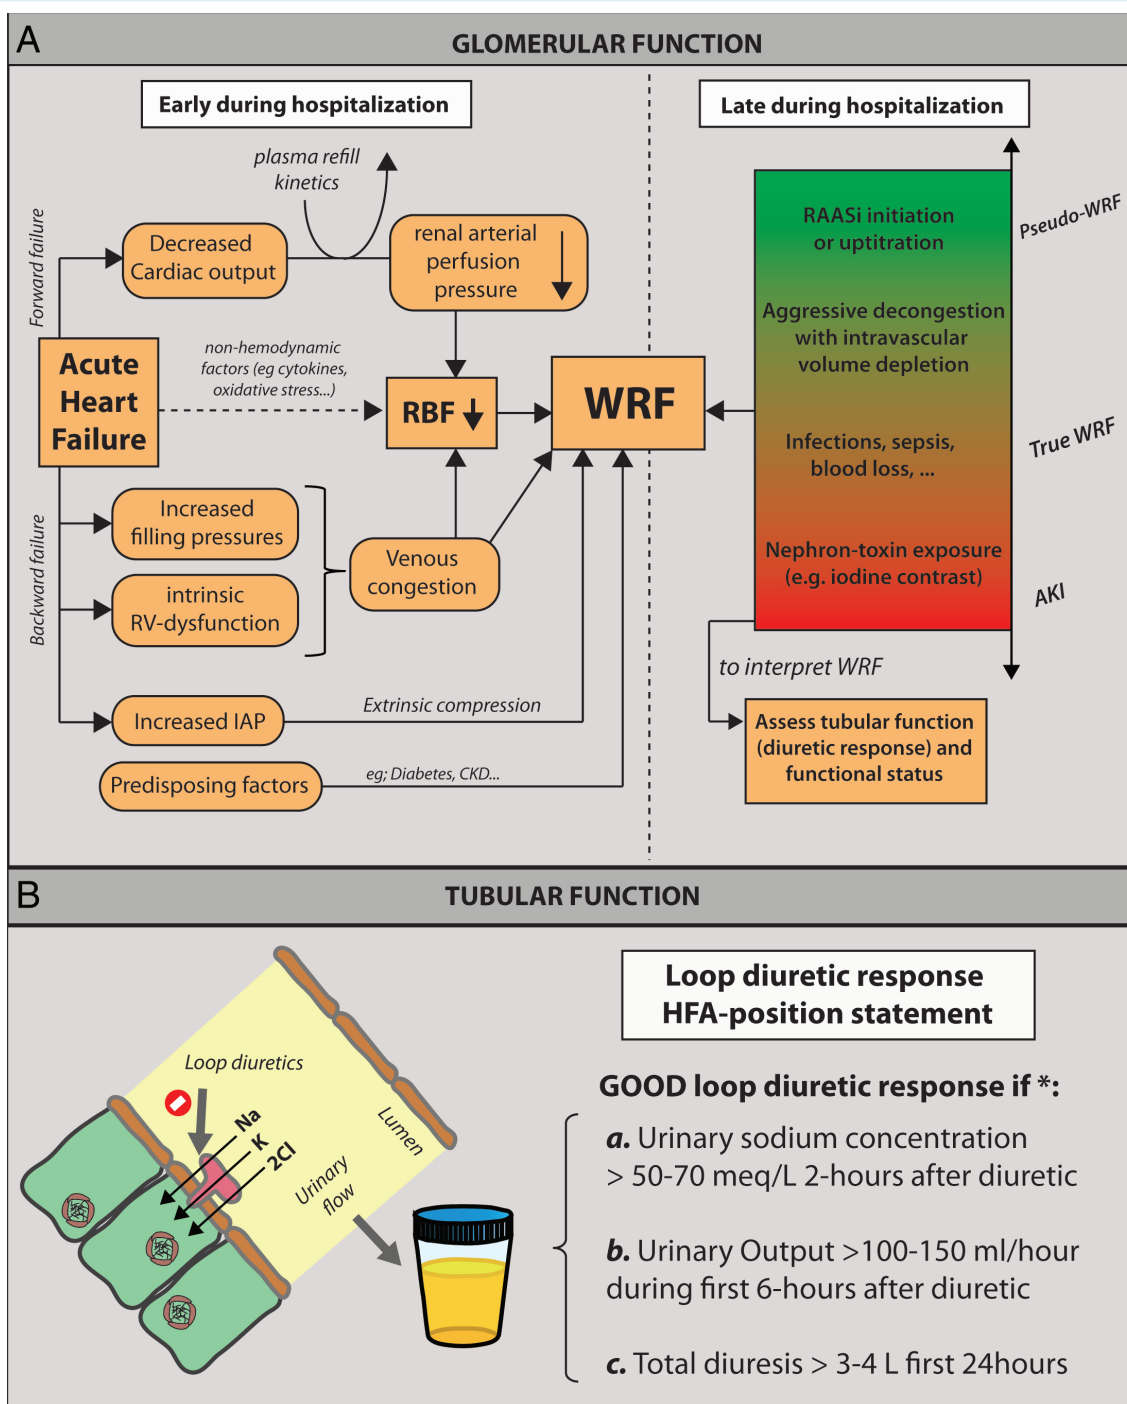 A
GLOMERULAR FUNCTION
Early during hospitalization
plasma refill
kinetics
Forward failure
Decreased
Cardiac output
renal arterial
perfusion
pressure
Acute
Heart
Failure
non-hemodynamic
factors (eg cytokines,
oxidative stress...)
RBF
WRF
Backward failure
Increased
filling pressures
intrinsic
RV-dysfunction
Venous
congestion
Increased IAP
Extrinsic compression
Predisposing factors
eg; Diabetes, CKD...
Late during hospitalization
RAASi initiation
or uptitration
Aggressive decongestion
with intravascular
volume depletion
Infections, sepsis,
blood loss, ...
Nephron-toxin exposure
(e.g. iodine contrast)
Pseudo-WRF
True WRF
AKI
to interpret WRF
Assess tubular function
(diuretic response) and
functional status
B
TUBULAR FUNCTION
Loop diuretics
Na
K
2Cl
Lumen
Urinary
flow
Loop diuretic response
HFA-position statement
GOOD loop diuretic response if *:
a. Urinary sodium concentration
> 50-70 meq/L 2-hours after diuretic
b. Urinary Output >100-150 ml/hour
during first 6-hours after diuretic
c. Total diuresis > 3-4 L first 24hours